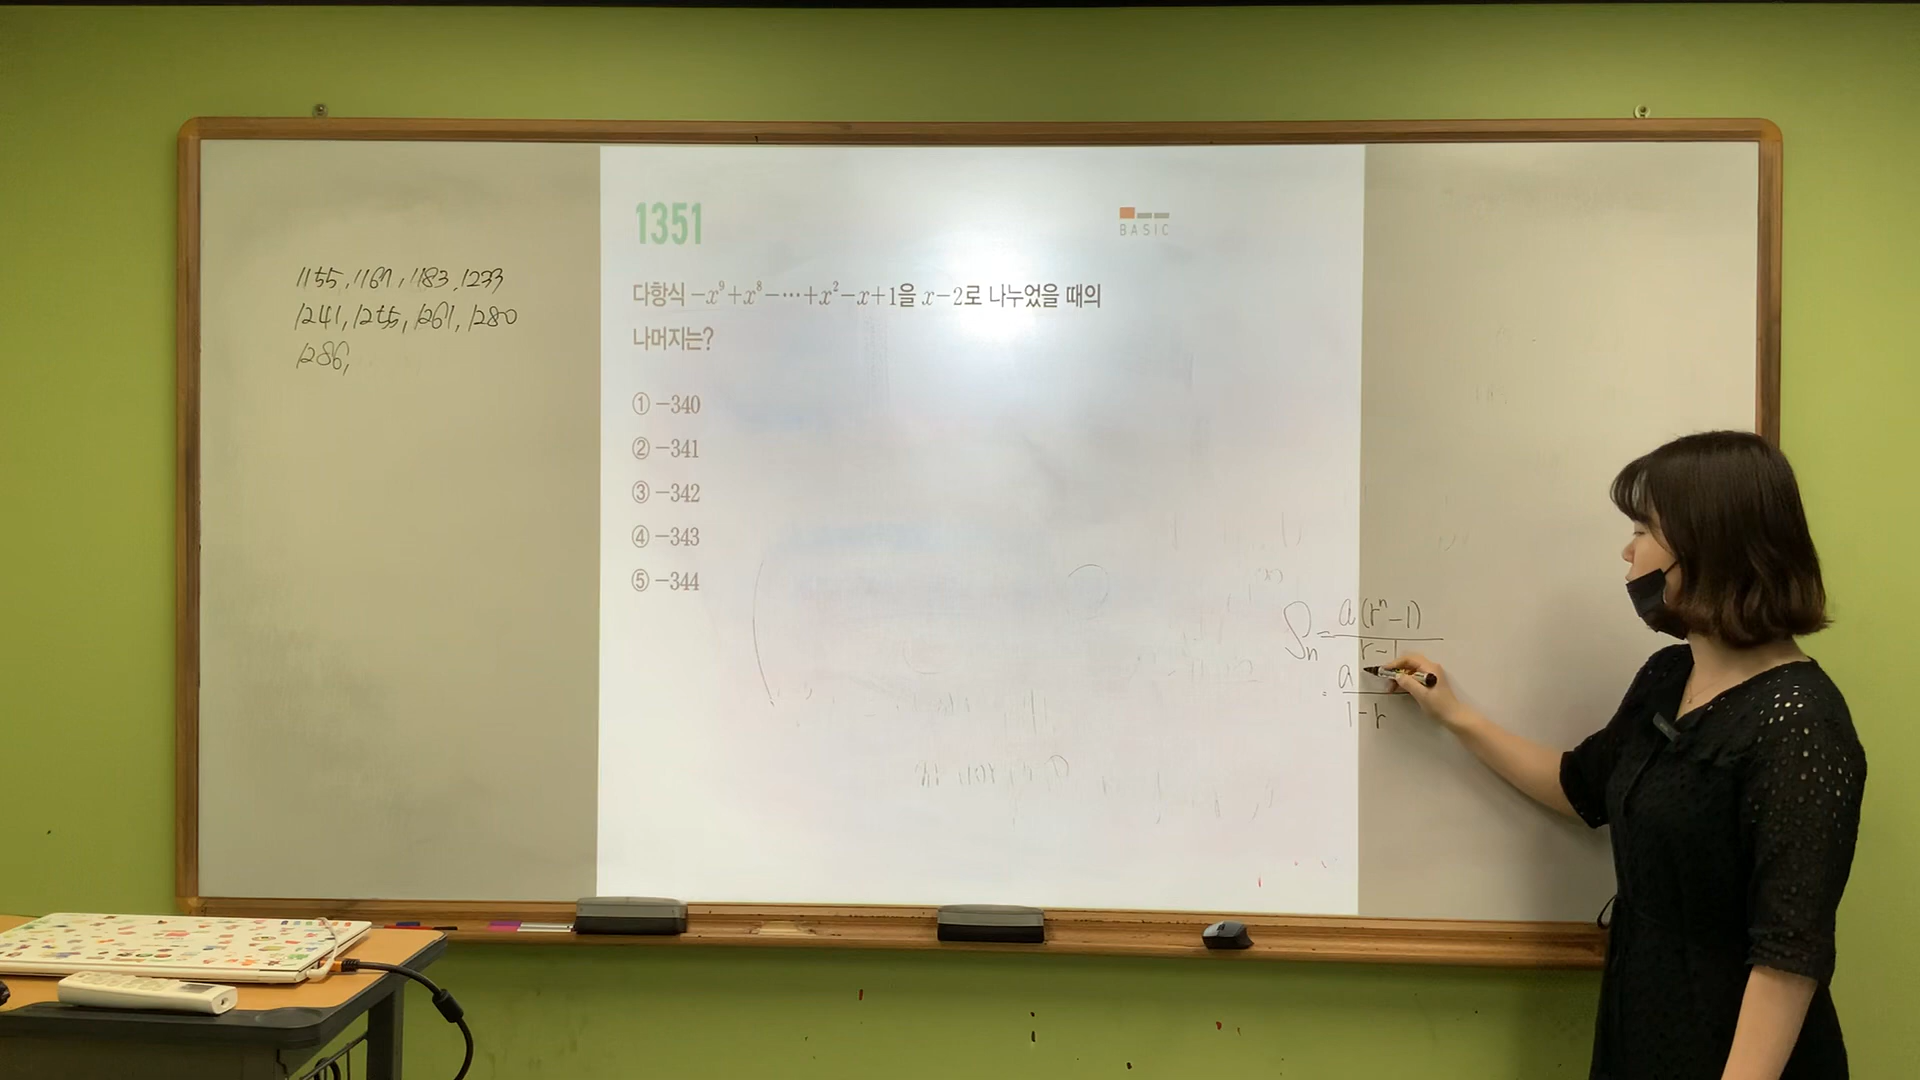 1155, 1167, 1183, 1233
1241, 1255, 1261, 1280
1286,
1351
BASIC
다항식 −x⁹+x⁸−⋯+x²−x+1을 x−2로 나누었을 때의
나머지는?
① −340
② −341
③ −342
④ −343
⑤ −344
Sₙ = a(rⁿ−1)
r−1
= a
1−r